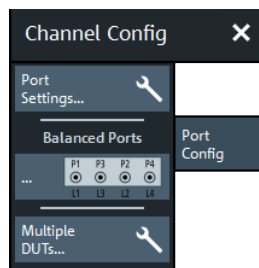 Channel Config
Port
Settings...
Balanced Ports
P1 P3 P2 P4
...
L1 L3 L2 L4
Multiple
DUTs...
Port
Config